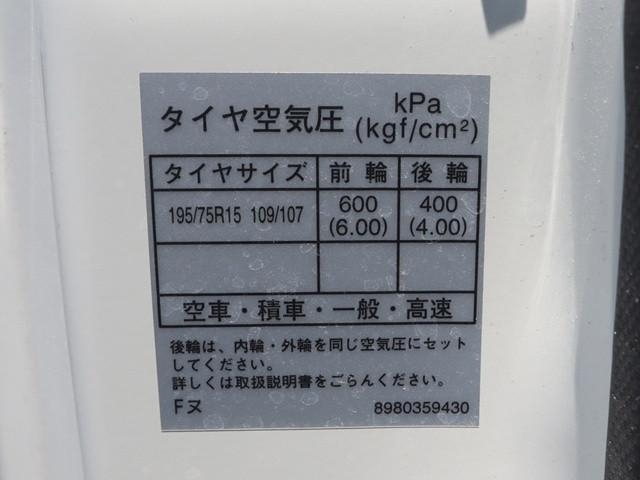 タイヤ空気圧 kPa
(kgf/cm²)
タイヤサイズ 前輪 後輪
195/75R15 109/107 600 400
(6.00) (4.00)
空車・積車・一般・高速
後輪は、内輪・外輪を同じ空気圧にセット
してください。
詳しくは取扱説明書をごらんください。
Fヌ 8980359430